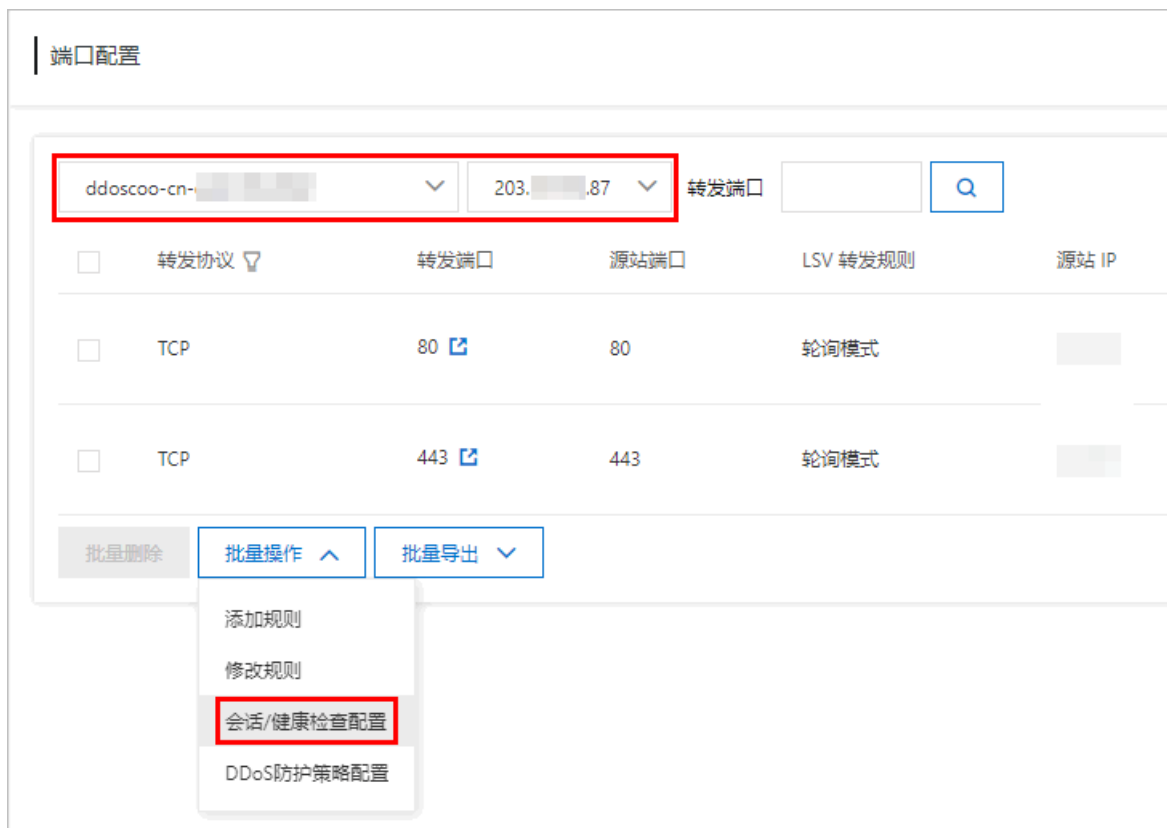 端口配置
ddoscoo-cn- 203. .87 转发端口
转发协议 转发端口 源站端口 LSV 转发规则 源站 IP
TCP 80 80 轮询模式
TCP 443 443 轮询模式
批量删除 批量操作 批量导出
添加规则
修改规则
会话/健康检查配置
DDoS防护策略配置